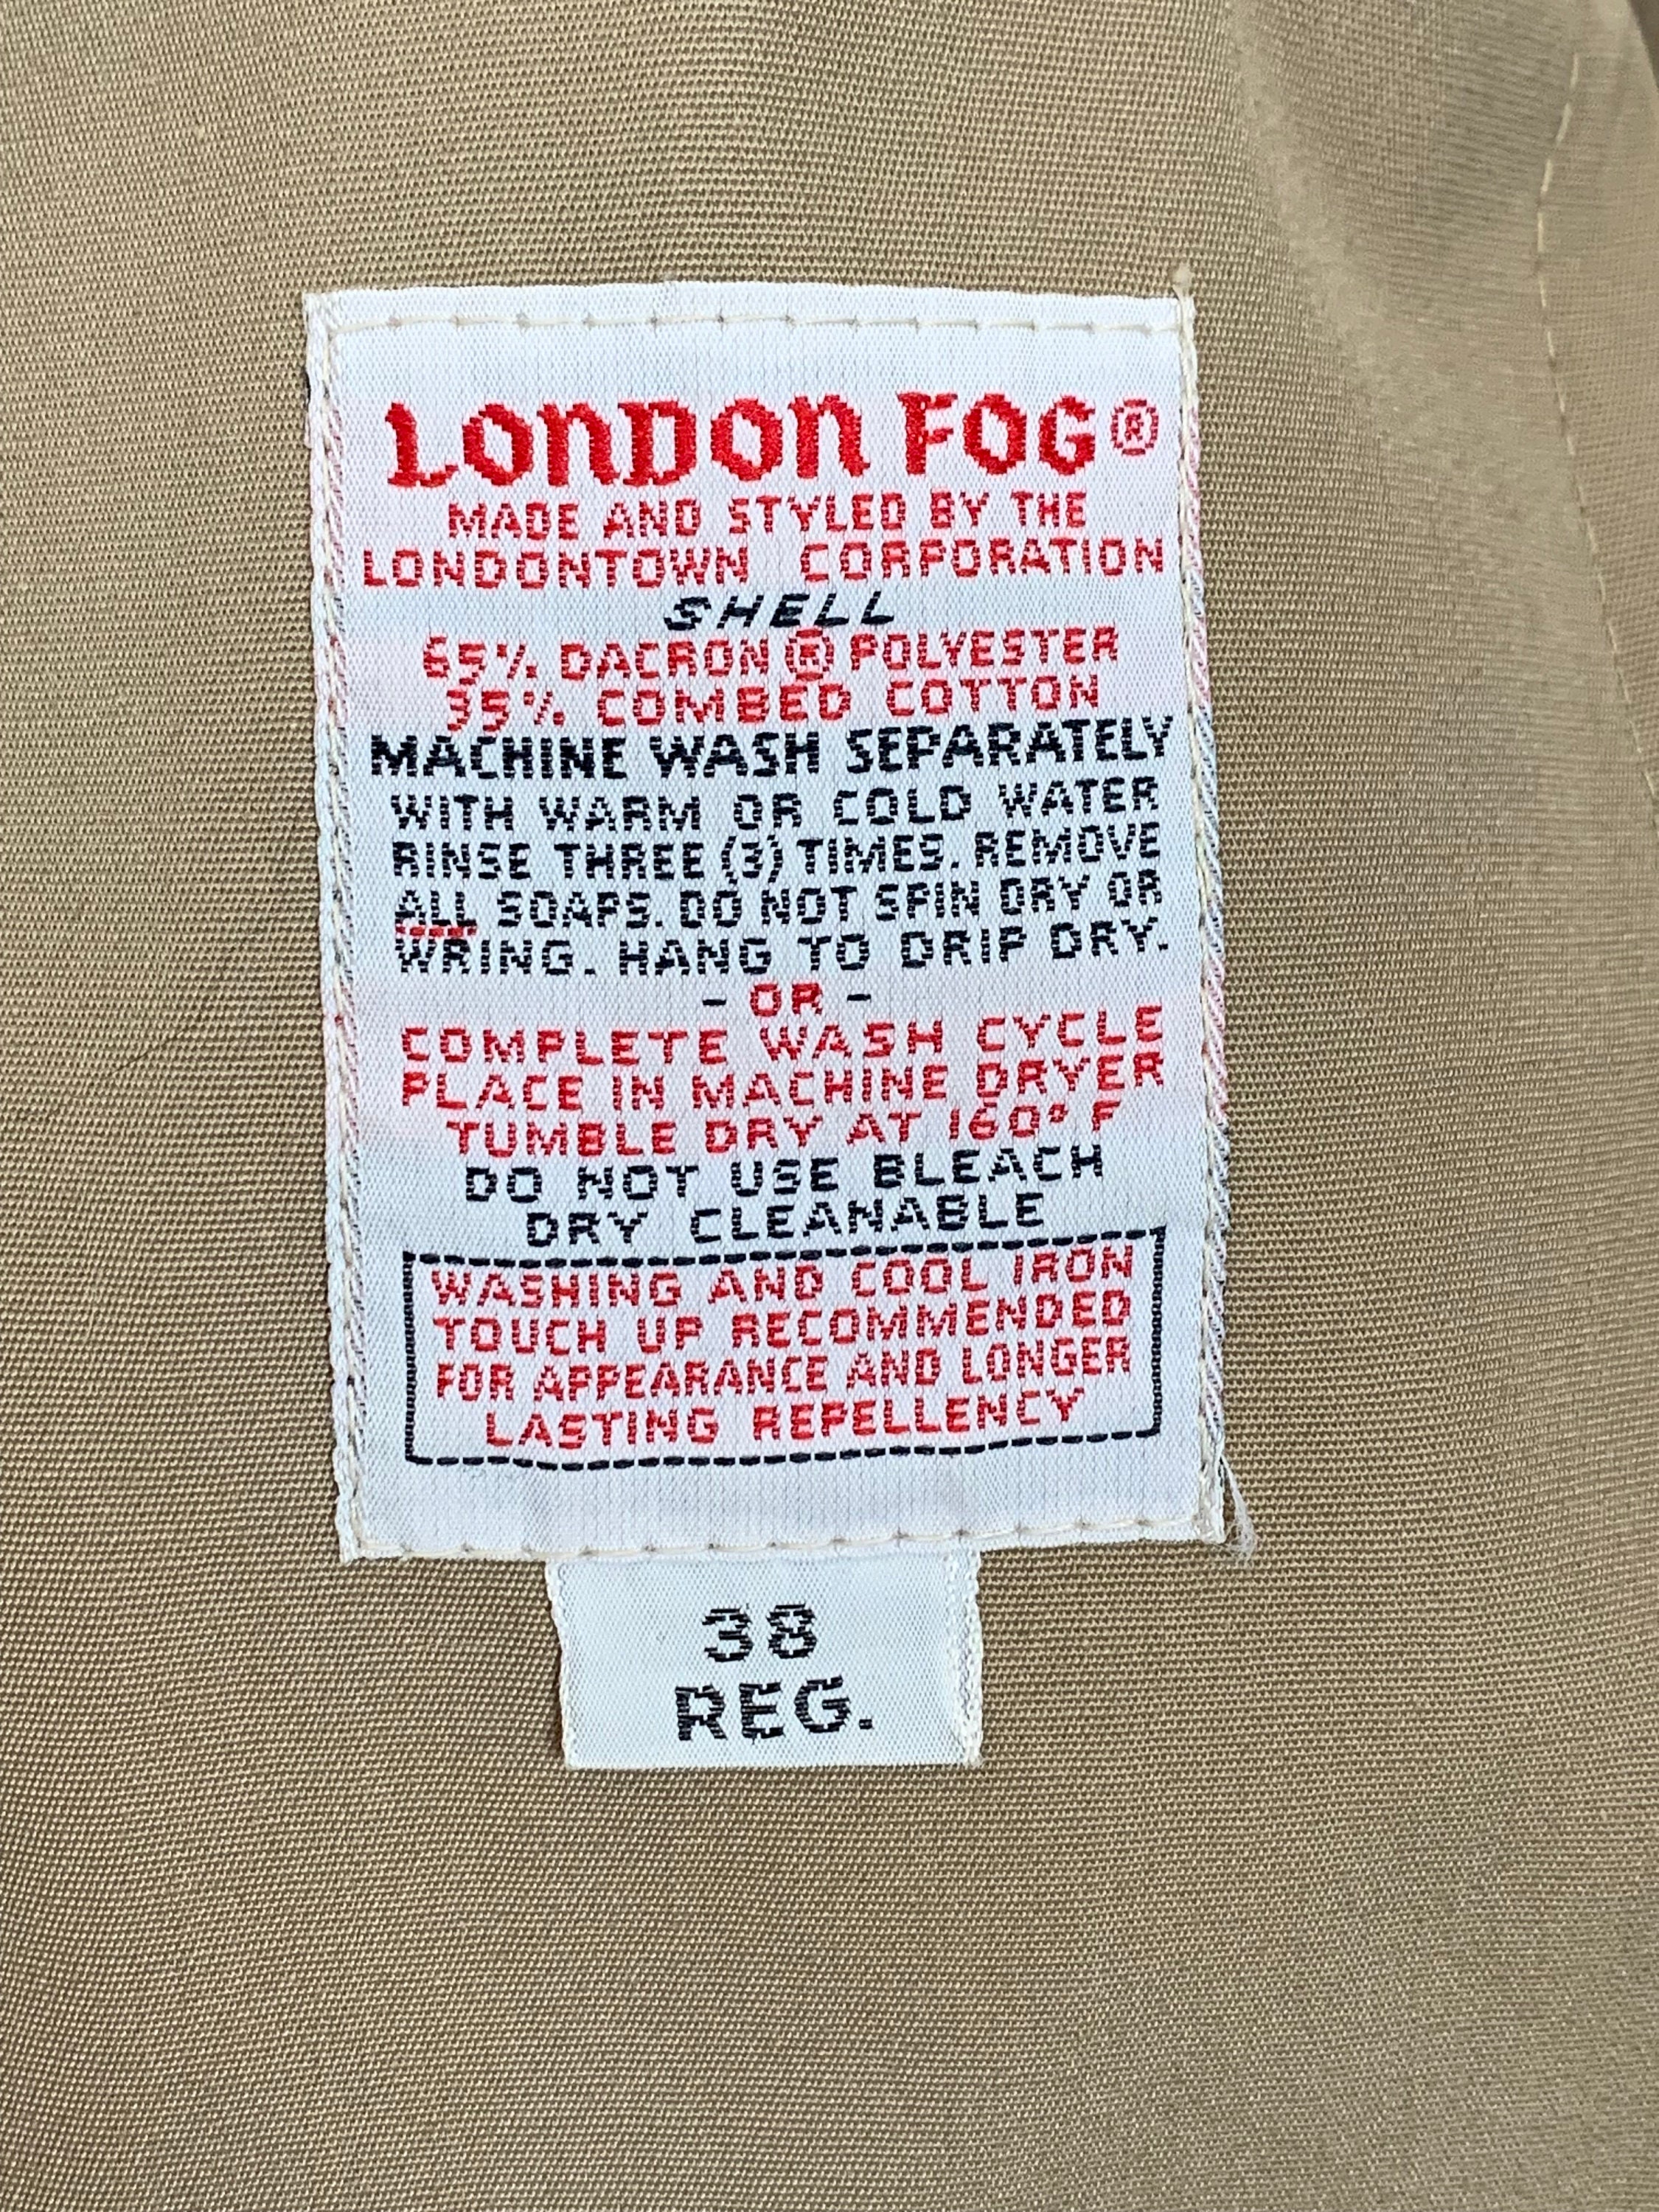 LONDON FOG®
MADE AND STYLED BY THE
LONDONTOWN CORPORATION
SHELL
65% DACRON ® POLYESTER
35% COMBED COTTON
MACHINE WASH SEPARATELY
WITH WARM OR COLD WATER
RINSE THREE (3) TIMES. REMOVE
ALL SOAPS. DO NOT SPIN DRY OR
WRING. HANG TO DRIP DRY.
- OR -
COMPLETE WASH CYCLE
PLACE IN MACHINE DRYER
TUMBLE DRY AT 160° F
DO NOT USE BLEACH
DRY CLEANABLE
WASHING AND COOL IRON
TOUCH UP RECOMMENDED
FOR APPEARANCE AND LONGER
LASTING REPELLENCY
38
REG.